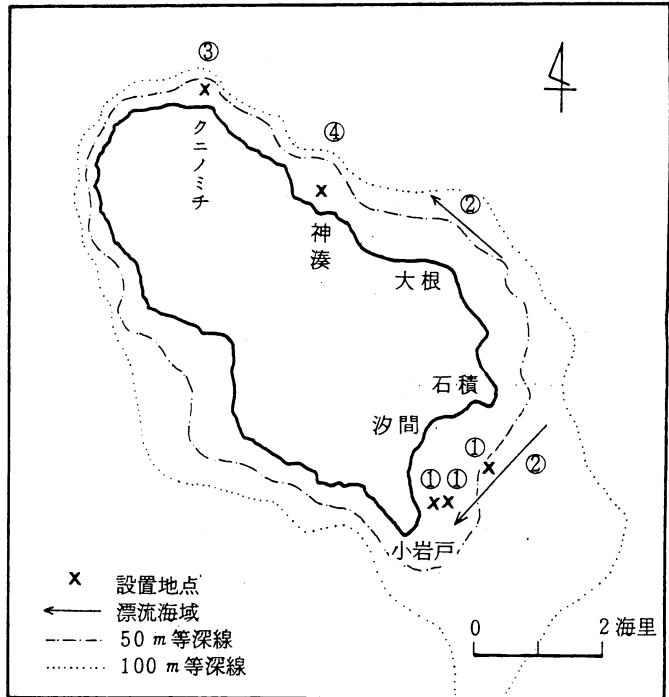 ③
クニノミチ
④
神湊
②
大根
石積
汐間
①
① ①
②
小岩戸
x 設置地点
漂流海域
50 m 等深線
100 m 等深線
0 2 海里